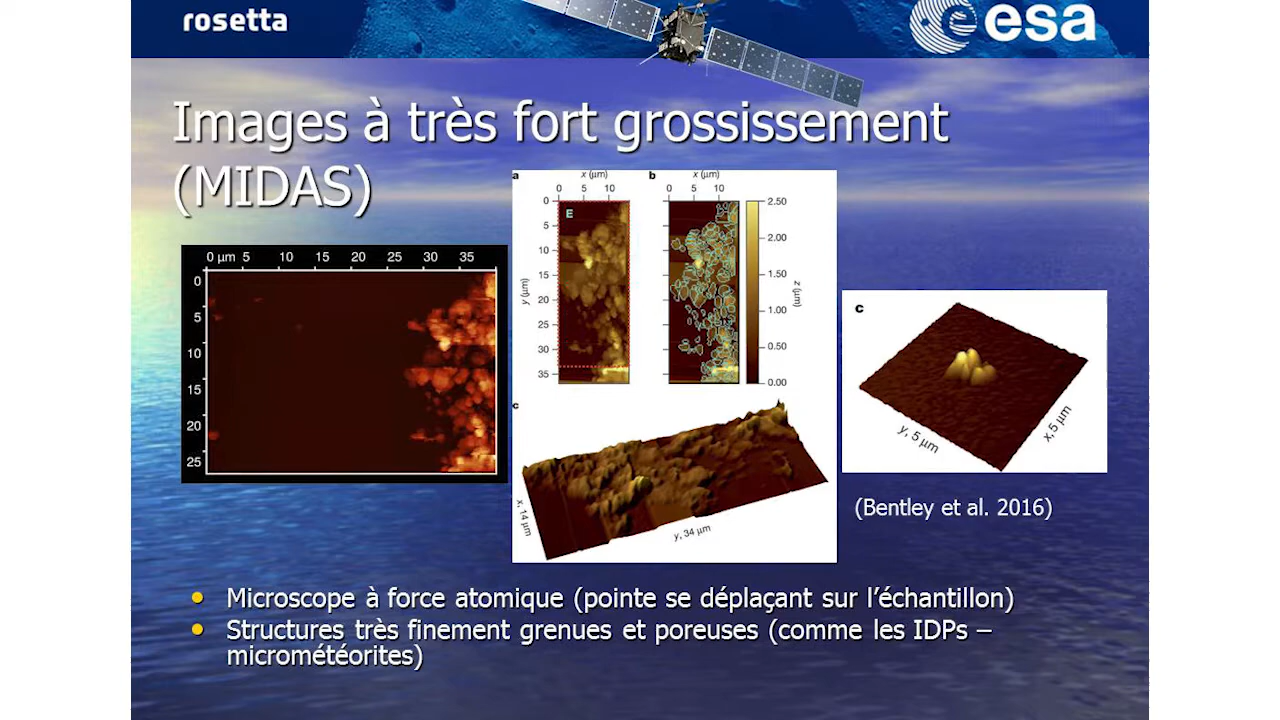 rosetta
esa
Images à très fort grossissement
(MIDAS)
0 µm 5 10 15 20 25 30 35
0
5
10
15
20
25
a
x (µm)
0 5 10
E
0
5
10
15
20
25
30
35
y (µm)
b
x (µm)
0 5 10
2.50
2.00
1.50
1.00
0.50
0.00
z (µm)
c
x, 14 µm
y, 34 µm
c
y, 5 µm
x, 5 µm
(Bentley et al. 2016)
• Microscope à force atomique (pointe se déplaçant sur l’échantillon)
• Structures très finement grenues et poreuses (comme les IDPs –
micrométéorites)